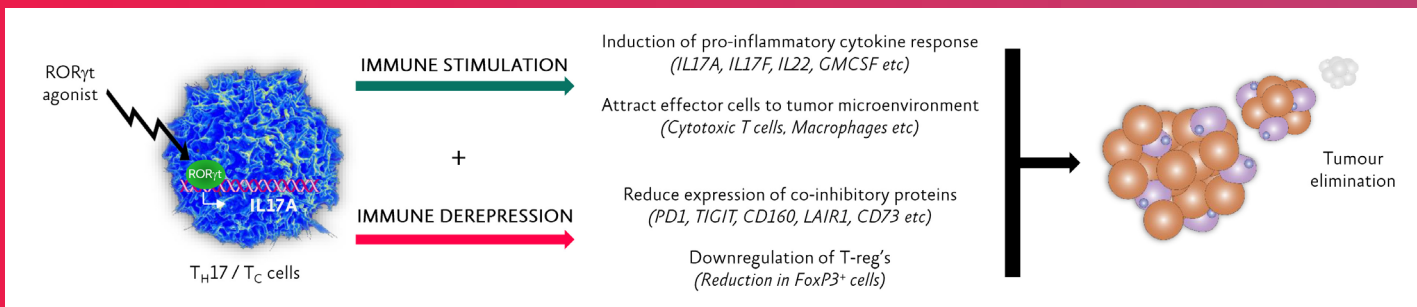 RORγt
agonist
RORγt
IL17A
T_H17 / T_C cells
IMMUNE STIMULATION
+
IMMUNE DEREPRESSION
Induction of pro-inflammatory cytokine response
(IL17A, IL17F, IL22, GMCSF etc)
Attract effector cells to tumor microenvironment
(Cytotoxic T cells, Macrophages etc)
Reduce expression of co-inhibitory proteins
(PD1, TIGIT, CD160, LAIR1, CD73 etc)
Downregulation of T-reg's
(Reduction in FoxP3⁺ cells)
Tumour
elimination